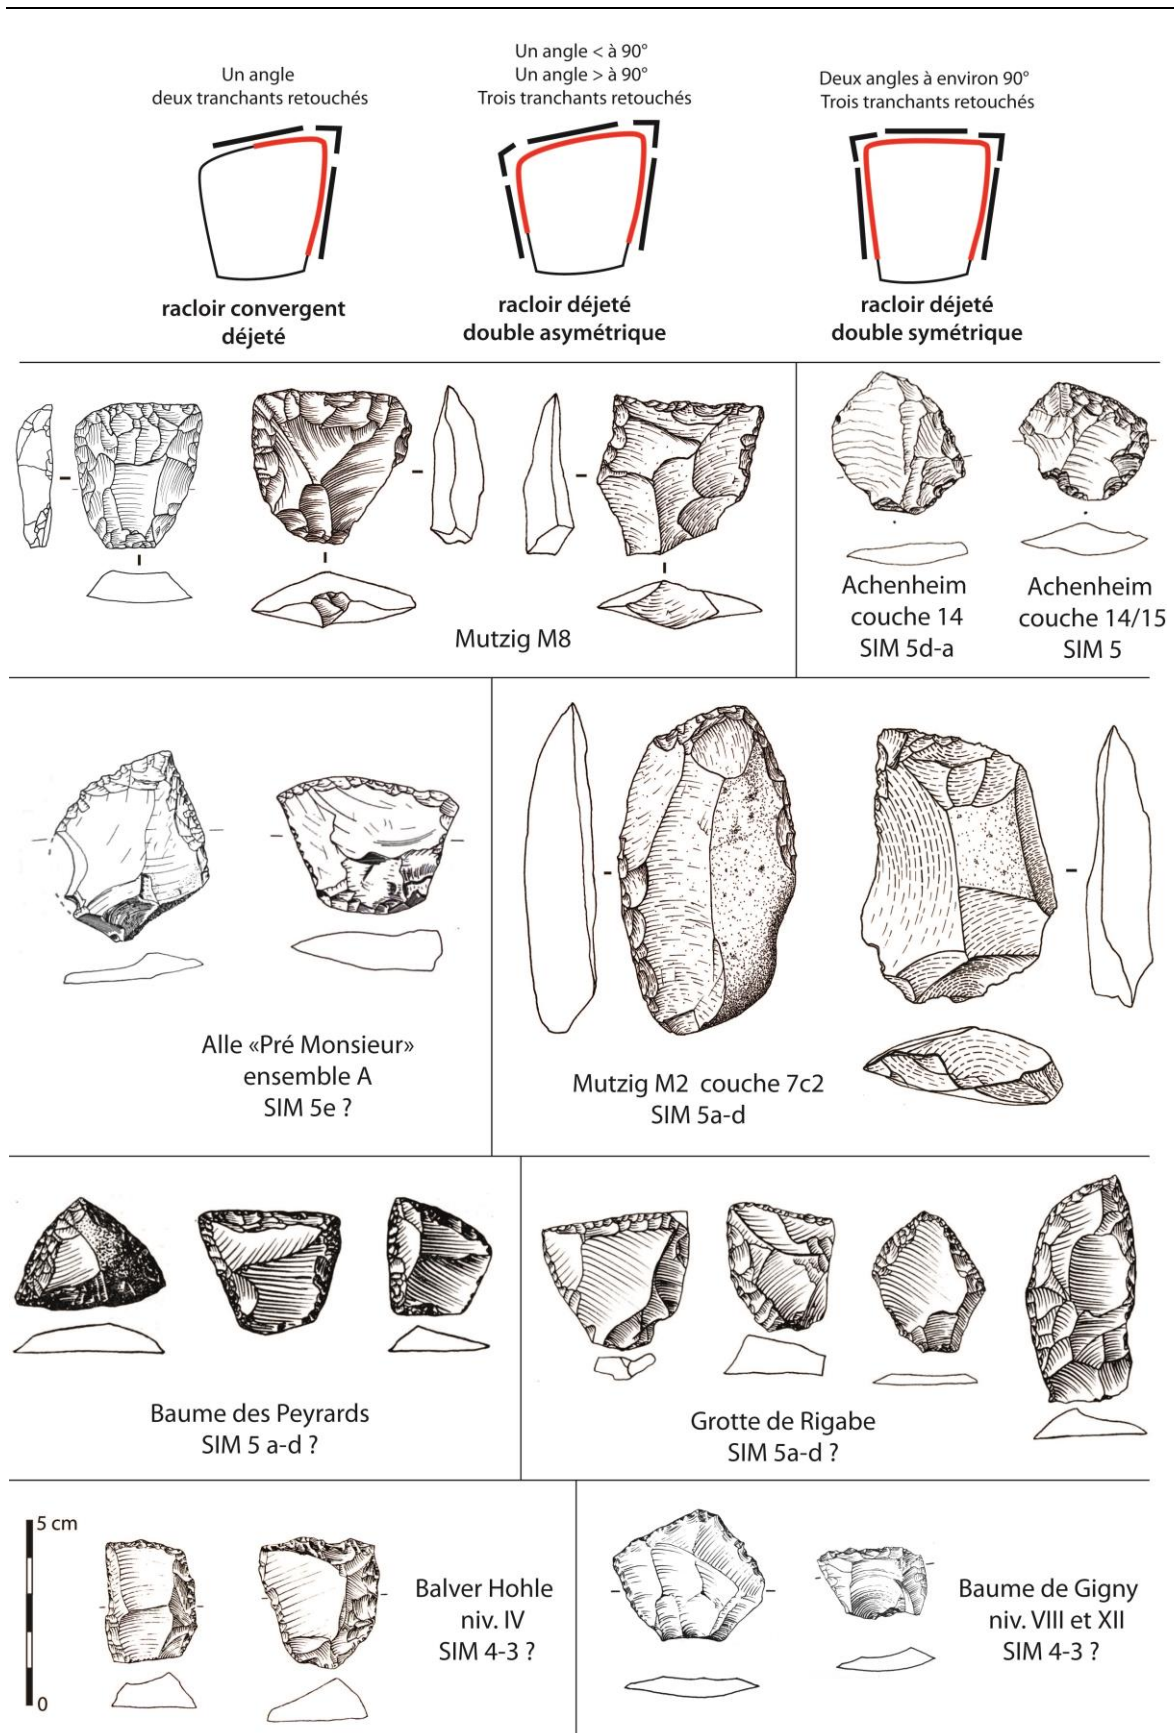 Un angle
deux tranchants retouchés
racloir convergent
déjeté
Un angle < à 90°
Un angle > à 90°
Trois tranchants retouchés
racloir déjeté
double asymétrique
Deux angles à environ 90°
Trois tranchants retouchés
racloir déjeté
double symétrique
Mutzig M8
Achenheim
couche 14
SIM 5d-a
Achenheim
couche 14/15
SIM 5
Alle «Pré Monsieur»
ensemble A
SIM 5e ?
Mutzig M2 couche 7c2
SIM 5a-d
Baume des Peyrards
SIM 5 a-d ?
Grotte de Rigabe
SIM 5a-d ?
5 cm
0
Balver Hohle
niv. IV
SIM 4-3 ?
Baume de Gigny
niv. VIII et XII
SIM 4-3 ?